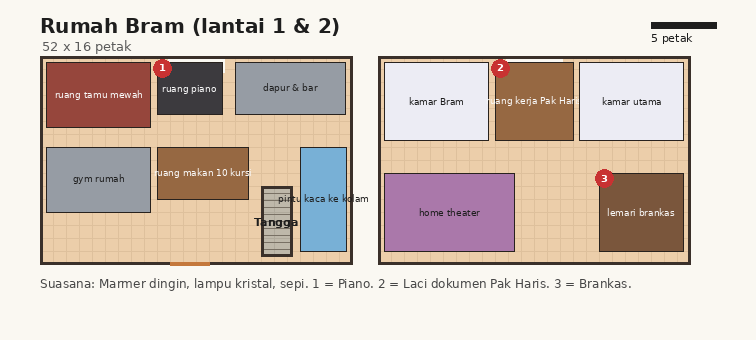 Rumah Bram (lantai 1 & 2)
52 x 16 petak
5 petak
1
ruang tamu mewah
ruang piano
dapur & bar
gym rumah
ruang makan 10 kursi
pintu kaca ke kolam
Tangga
2
kamar Bram
ruang kerja Pak Haris
kamar utama
3
home theater
lemari brankas
Suasana: Marmer dingin, lampu kristal, sepi. 1 = Piano. 2 = Laci dokumen Pak Haris. 3 = Brankas.